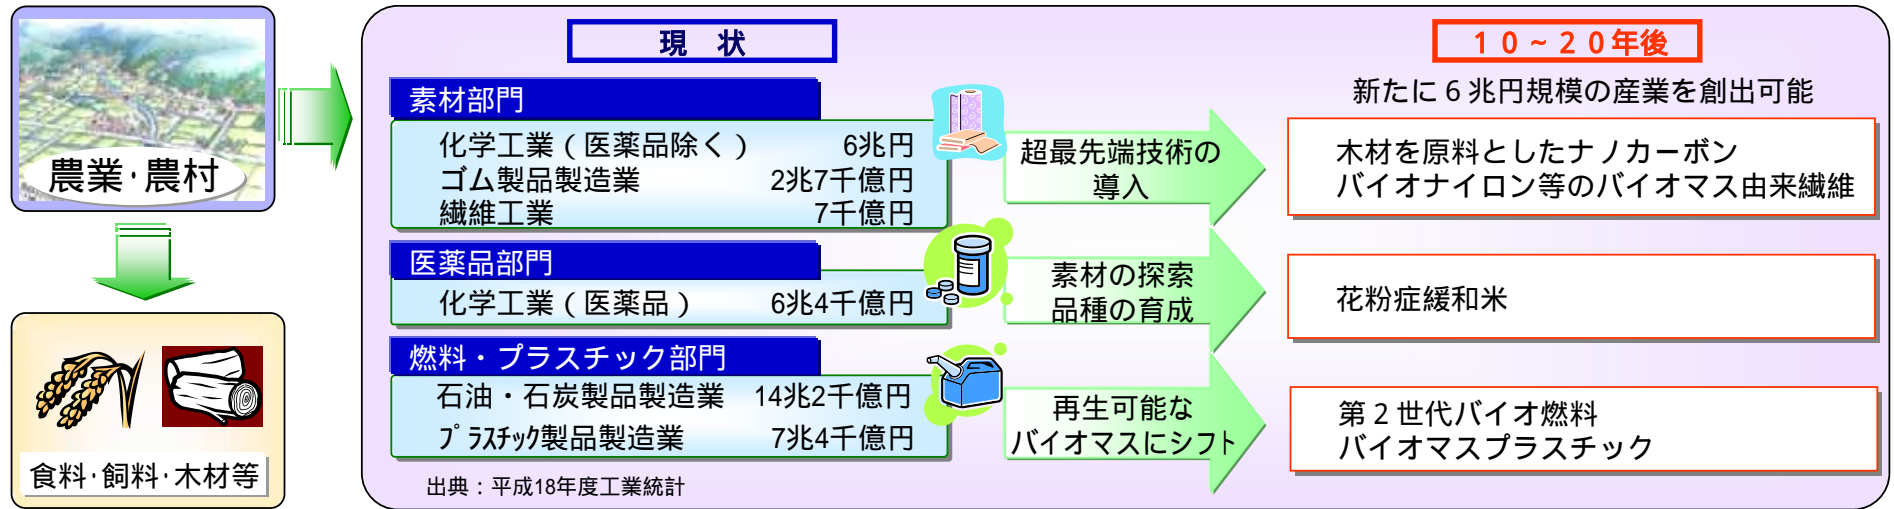 農業･農村
食料･飼料･木材等
現　状
素材部門
化学工業（医薬品除く）　6兆円
ゴム製品製造業　2兆7千億円
繊維工業　7千億円
超最先端技術の
導入
医薬品部門
化学工業（医薬品）　6兆4千億円
素材の探索
品種の育成
燃料・プラスチック部門
石油・石炭製品製造業　14兆2千億円
ﾌﾟﾗｽﾁｯｸ製品製造業　7兆4千億円
再生可能な
バイオマスにシフト
出典：平成18年度工業統計
１０～２０年後
新たに６兆円規模の産業を創出可能
木材を原料としたナノカーボン
バイオナイロン等のバイオマス由来繊維
花粉症緩和米
第２世代バイオ燃料
バイオマスプラスチック